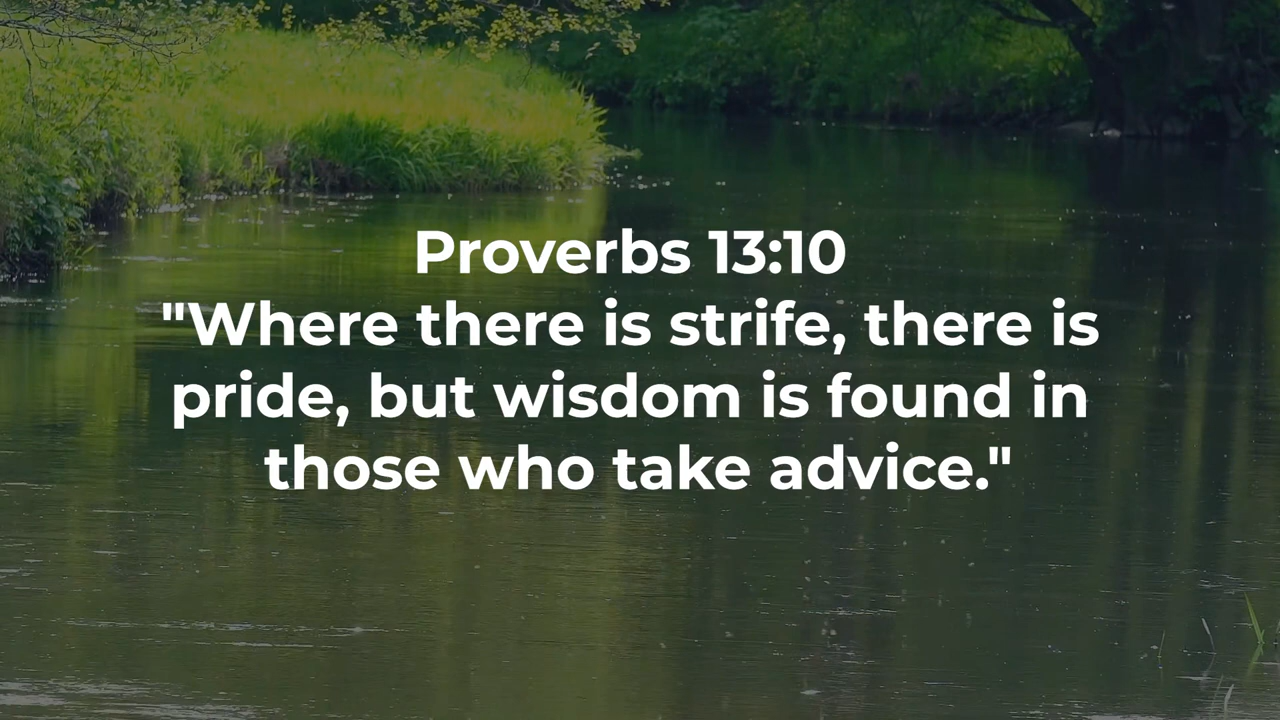 Proverbs 13:10
"Where there is strife, there is
pride, but wisdom is found in
those who take advice."